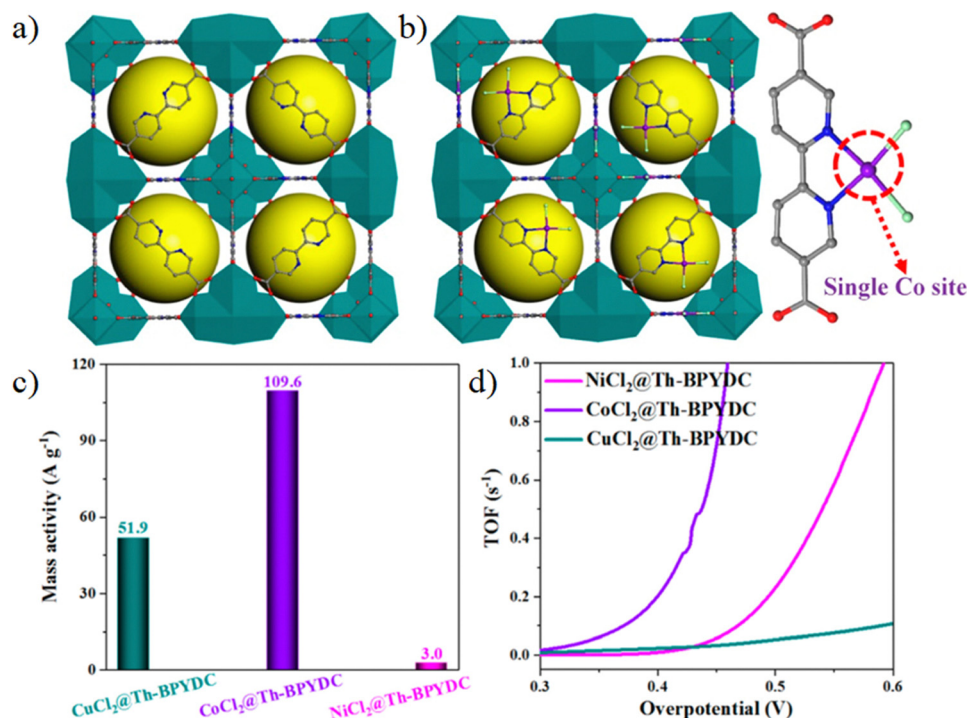 a)
b)
Single Co site
c)
120
90
60
30
0
Mass activity (A g⁻¹)
51.9
109.6
3.0
CuCl₂@Th-BPYDC
CoCl₂@Th-BPYDC
NiCl₂@Th-BPYDC
d)
NiCl₂@Th-BPYDC
CoCl₂@Th-BPYDC
CuCl₂@Th-BPYDC
1.0
0.8
0.6
0.4
0.2
0.0
TOF (s⁻¹)
0.3
0.4
0.5
0.6
Overpotential (V)